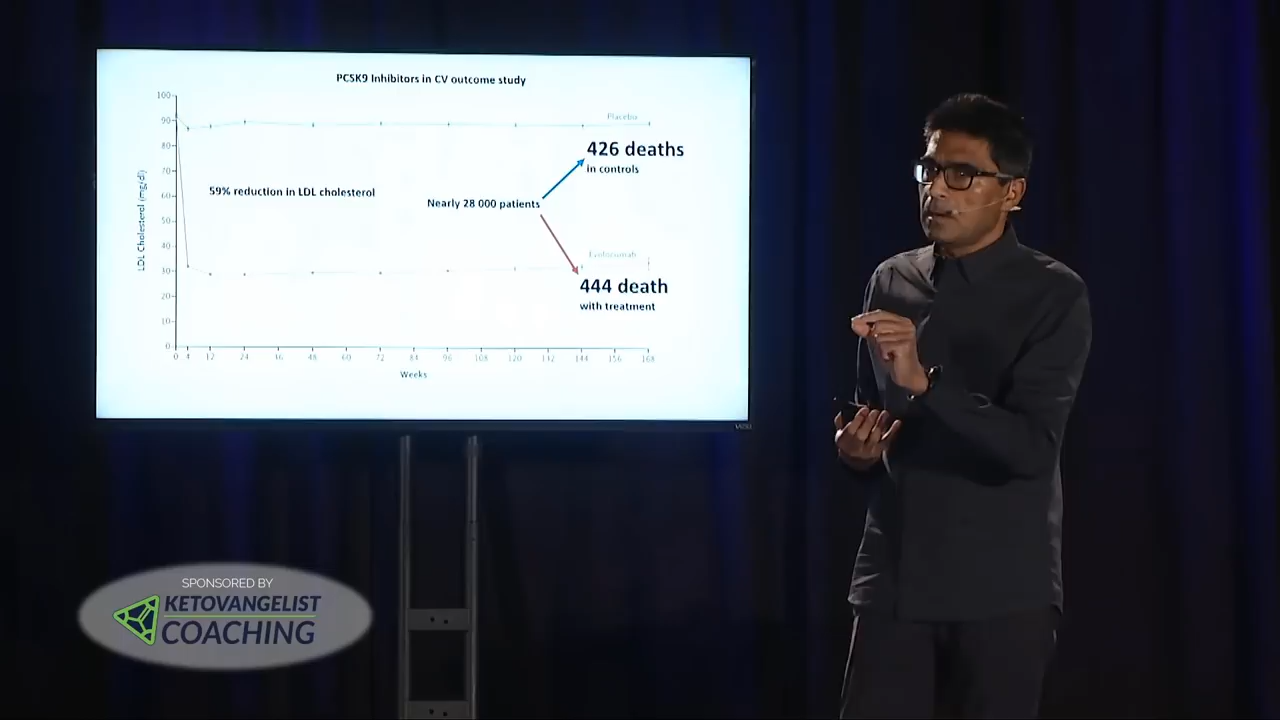 PCSK9 Inhibitors in CV outcome study
100
90
80
70
60
50
40
30
20
10
0
LDL Cholesterol (mg/dl)
Placebo
426 deaths
in controls
59% reduction in LDL cholesterol
Nearly 28 000 patients
Evolocumab
444 death
with treatment
0 4 12 24 36 48 60 72 84 96 108 120 132 144 156 168
Weeks
VIZIO
SPONSORED BY
KETOVANGELIST
COACHING